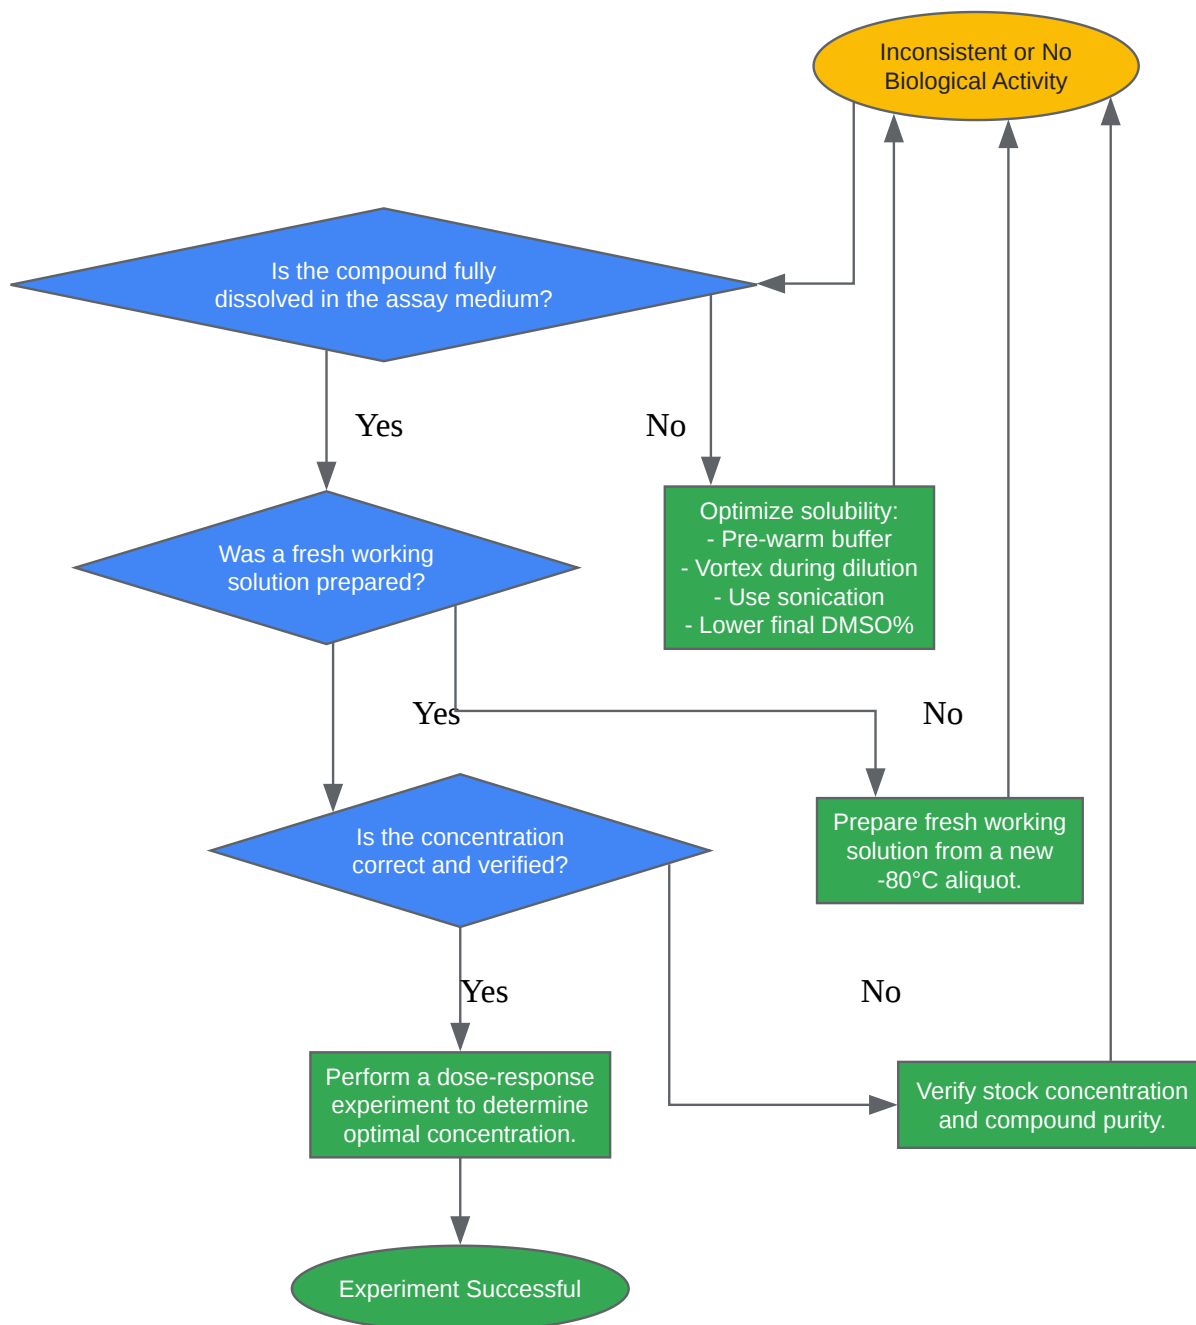 Inconsistent or No
Biological Activity
Is the compound fully
dissolved in the assay medium?
Yes
No
Was a fresh working
solution prepared?
Optimize solubility:
- Pre-warm buffer
- Vortex during dilution
- Use sonication
- Lower final DMSO%
Yes
No
Is the concentration
correct and verified?
Prepare fresh working
solution from a new
-80°C aliquot.
Yes
No
Perform a dose-response
experiment to determine
optimal concentration.
Verify stock concentration
and compound purity.
Experiment Successful